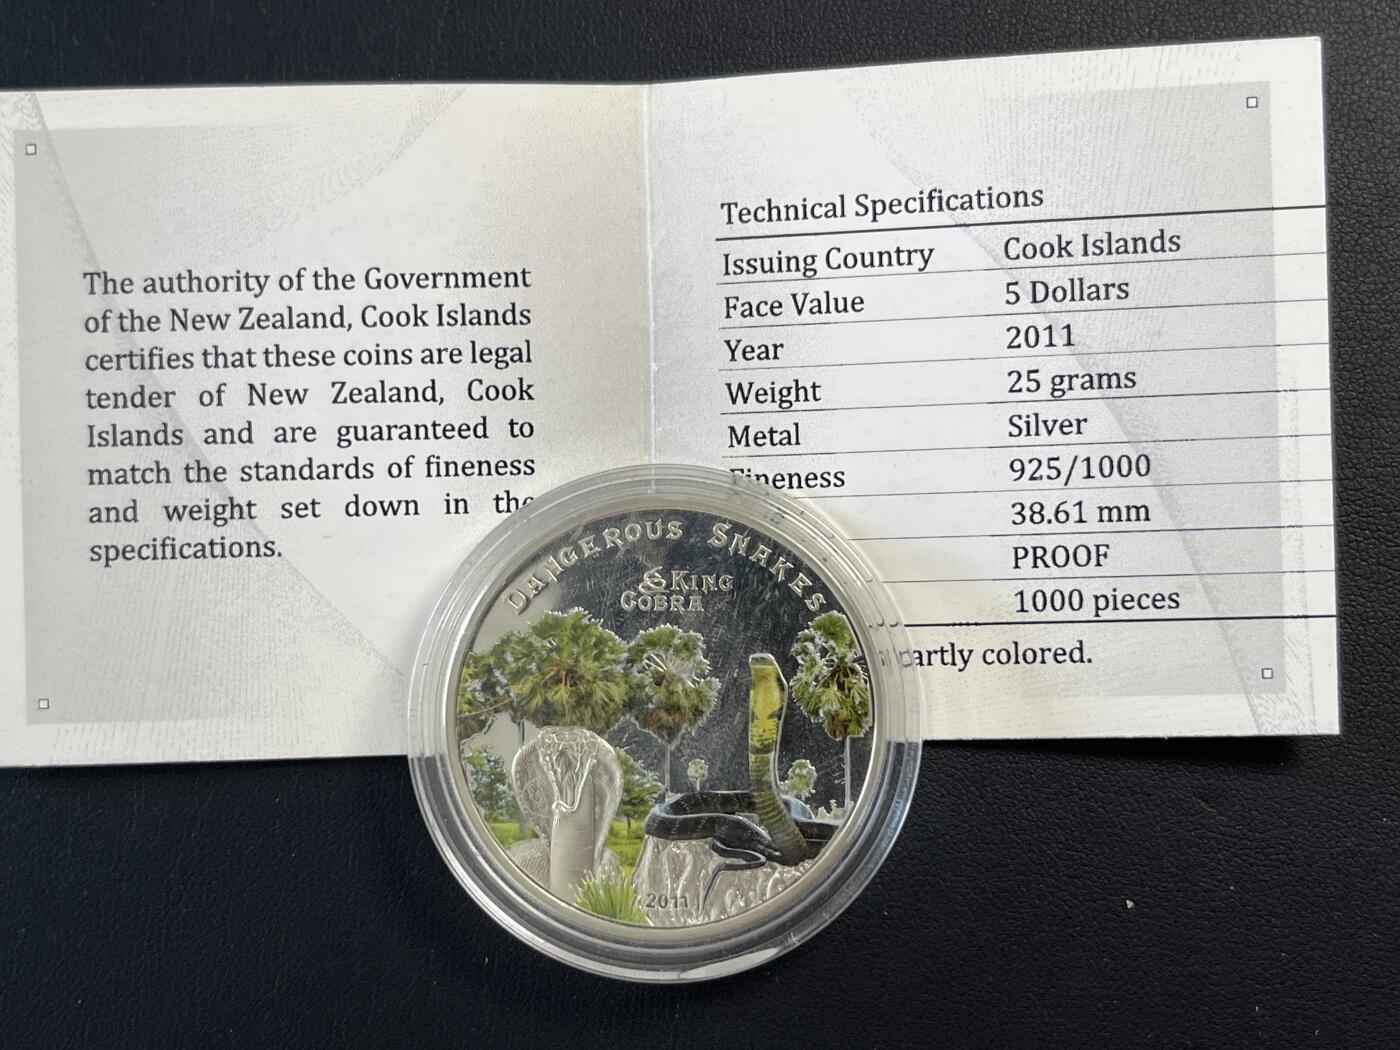 The authority of the Government
of the New Zealand, Cook Islands
certifies that these coins are legal
tender of New Zealand, Cook
Islands and are guaranteed to
match the standards of fineness
and weight set down in the
specifications.
Technical Specifications
Issuing Country Cook Islands
Face Value 5 Dollars
Year 2011
Weight 25 grams
Metal Silver
Fineness 925/1000
38.61 mm
PROOF
1000 pieces
partly colored.
DANGEROUS SNAKES
KING
COBRA
2011